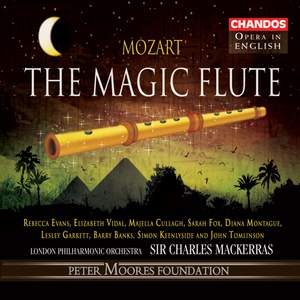 CHANDOS
OPERA IN
ENGLISH
MOZART
THE MAGIC FLUTE
REBECCA EVANS, ELIZABETH VIDAL, MAJELLA CULLAGH, SARAH FOX, DIANA MONTAGUE,
LESLEY GARRETT, BARRY BANKS, SIMON KEENLYSIDE AND JOHN TOMLINSON
LONDON PHILHARMONIC ORCHESTRA SIR CHARLES MACKERRAS
PETER MOORES FOUNDATION